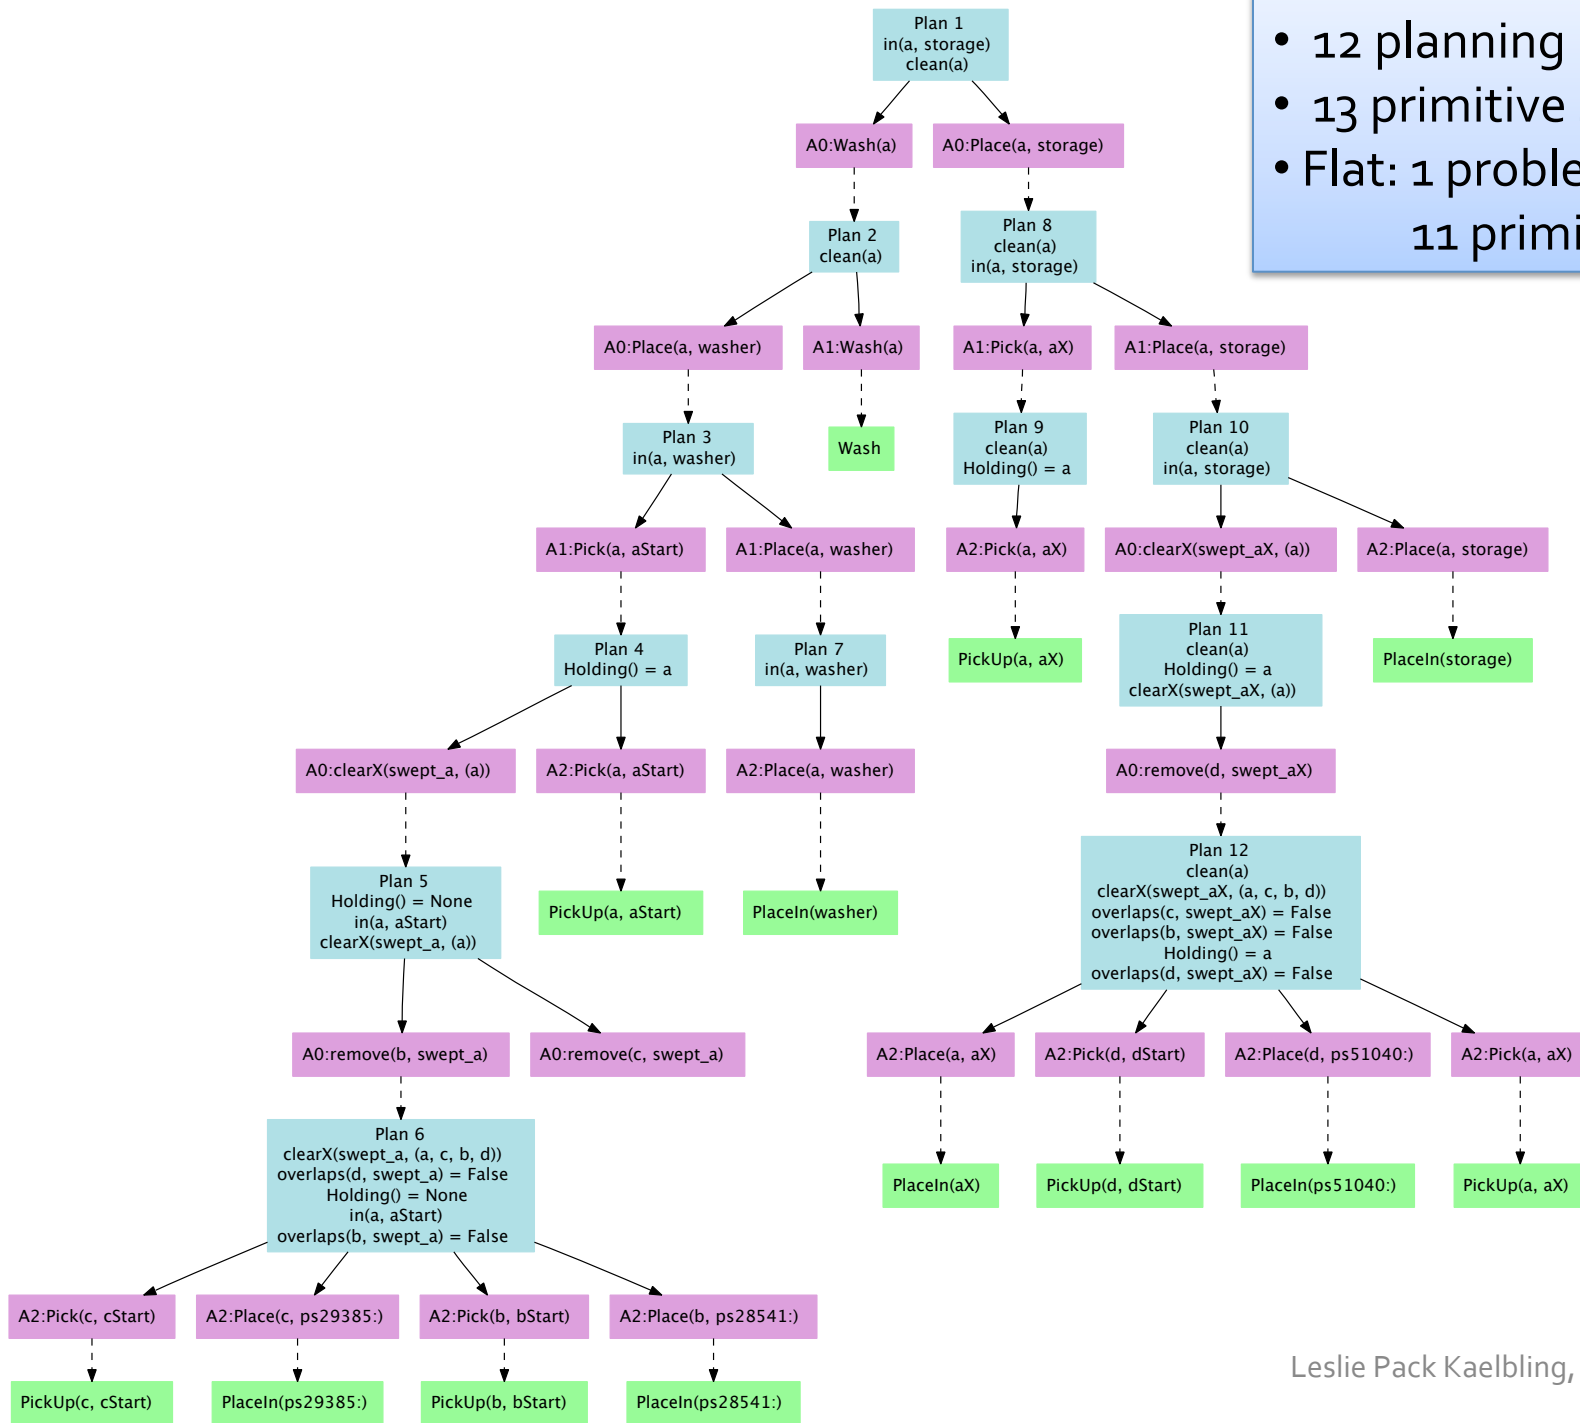 Plan 1
in(a, storage)
clean(a)
• 12 planning
• 13 primitive
• Flat: 1 proble
11 primi
A0:Wash(a)
A0:Place(a, storage)
Plan 2
clean(a)
Plan 8
clean(a)
in(a, storage)
A0:Place(a, washer)
A1:Wash(a)
A1:Pick(a, aX)
A1:Place(a, storage)
Plan 3
in(a, washer)
Wash
Plan 9
clean(a)
Holding() = a
Plan 10
clean(a)
in(a, storage)
A1:Pick(a, aStart)
A1:Place(a, washer)
A2:Pick(a, aX)
A0:clearX(swept_aX, (a))
A2:Place(a, storage)
Plan 4
Holding() = a
Plan 7
in(a, washer)
PickUp(a, aX)
Plan 11
clean(a)
Holding() = a
clearX(swept_aX, (a))
PlaceIn(storage)
A0:clearX(swept_a, (a))
A2:Pick(a, aStart)
A2:Place(a, washer)
A0:remove(d, swept_aX)
Plan 5
Holding() = None
in(a, aStart)
clearX(swept_a, (a))
PickUp(a, aStart)
PlaceIn(washer)
Plan 12
clean(a)
clearX(swept_aX, (a, c, b, d))
overlaps(c, swept_aX) = False
overlaps(b, swept_aX) = False
Holding() = a
overlaps(d, swept_aX) = False
A0:remove(b, swept_a)
A0:remove(c, swept_a)
A2:Place(a, aX)
A2:Pick(d, dStart)
A2:Place(d, ps51040:)
A2:Pick(a, aX)
Plan 6
clearX(swept_a, (a, c, b, d))
overlaps(d, swept_a) = False
Holding() = None
in(a, aStart)
overlaps(b, swept_a) = False
PlaceIn(aX)
PickUp(d, dStart)
PlaceIn(ps51040:)
PickUp(a, aX)
A2:Pick(c, cStart)
A2:Place(c, ps29385:)
A2:Pick(b, bStart)
A2:Place(b, ps28541:)
PickUp(c, cStart)
PlaceIn(ps29385:)
PickUp(b, bStart)
PlaceIn(ps28541:)
Leslie Pack Kaelbling,